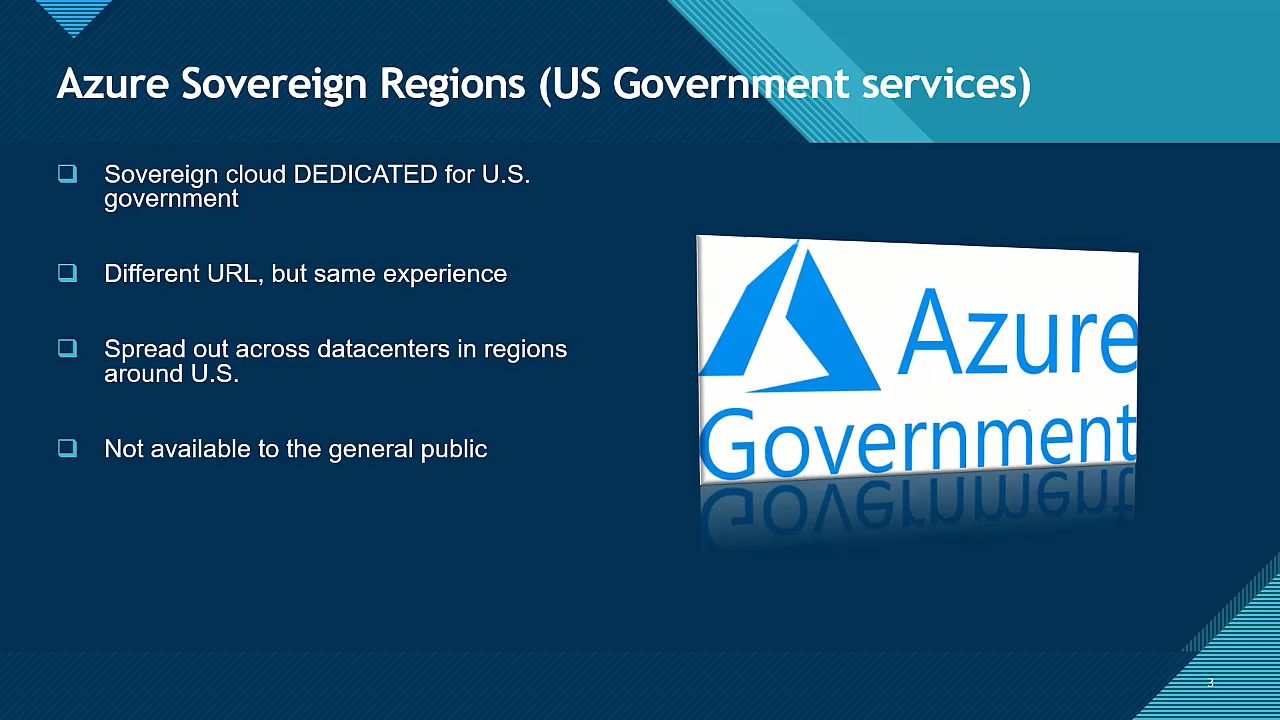 Azure Sovereign Regions (US Government services)
Sovereign cloud DEDICATED for U.S.
government
Different URL, but same experience
Spread out across datacenters in regions
around U.S.
Not available to the general public
Azure
Government
3